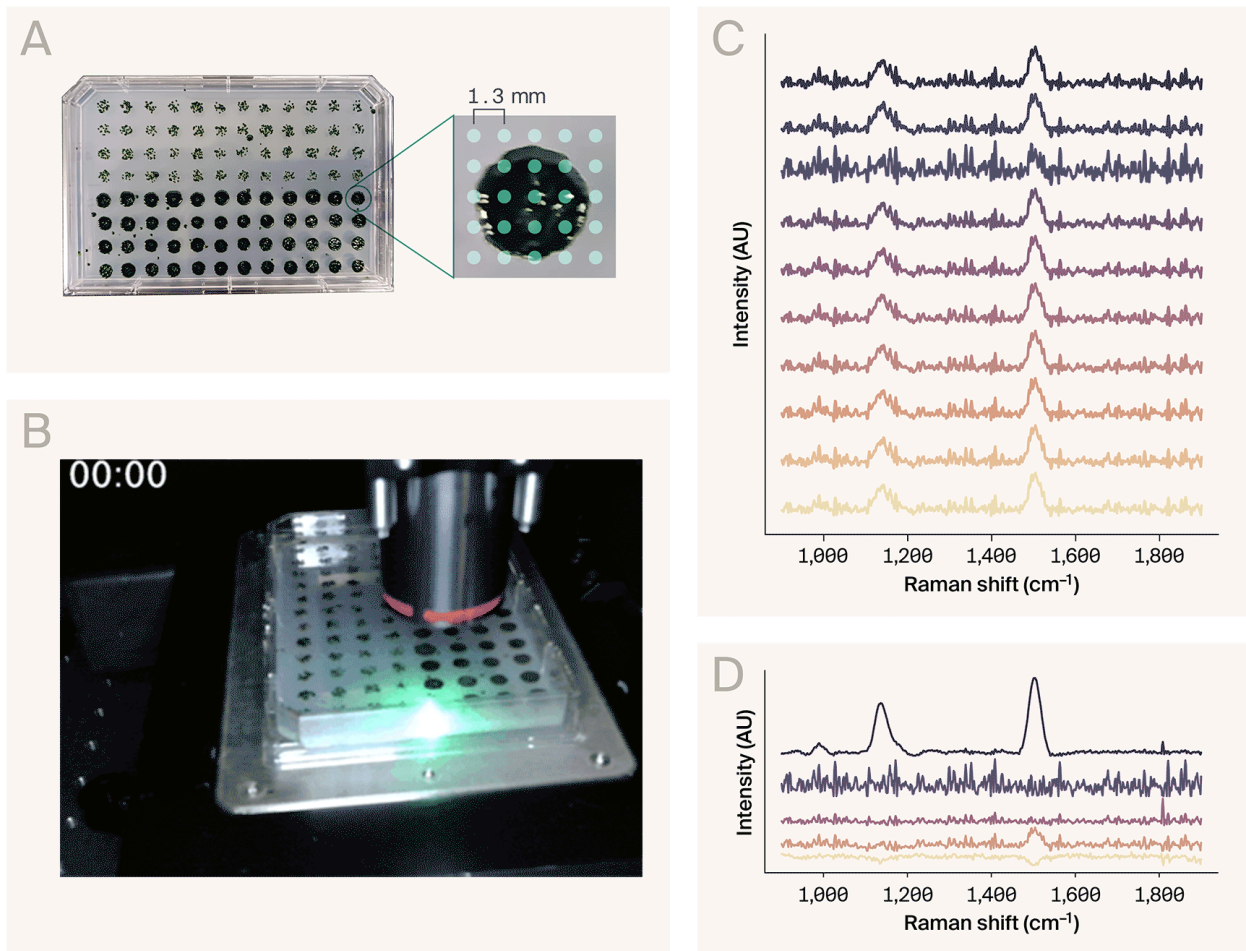 A
1.3 mm
B
00:00
C
Intensity (AU)
1,000 1,200 1,400 1,600 1,800
Raman shift (cm⁻¹)
D
Intensity (AU)
1,000 1,200 1,400 1,600 1,800
Raman shift (cm⁻¹)